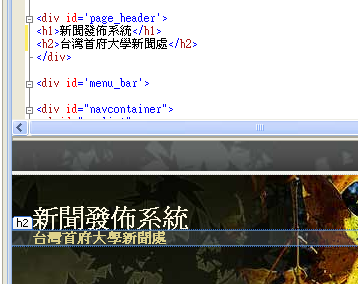 <div id='page_header'>
<h1>新聞發佈系統</h1>
<h2>台灣首府大學新聞處</h2>
</div>
<div id='menu_bar'>
<div id="navcontainer">
新聞發佈系統
h2
台灣首府大學新聞處